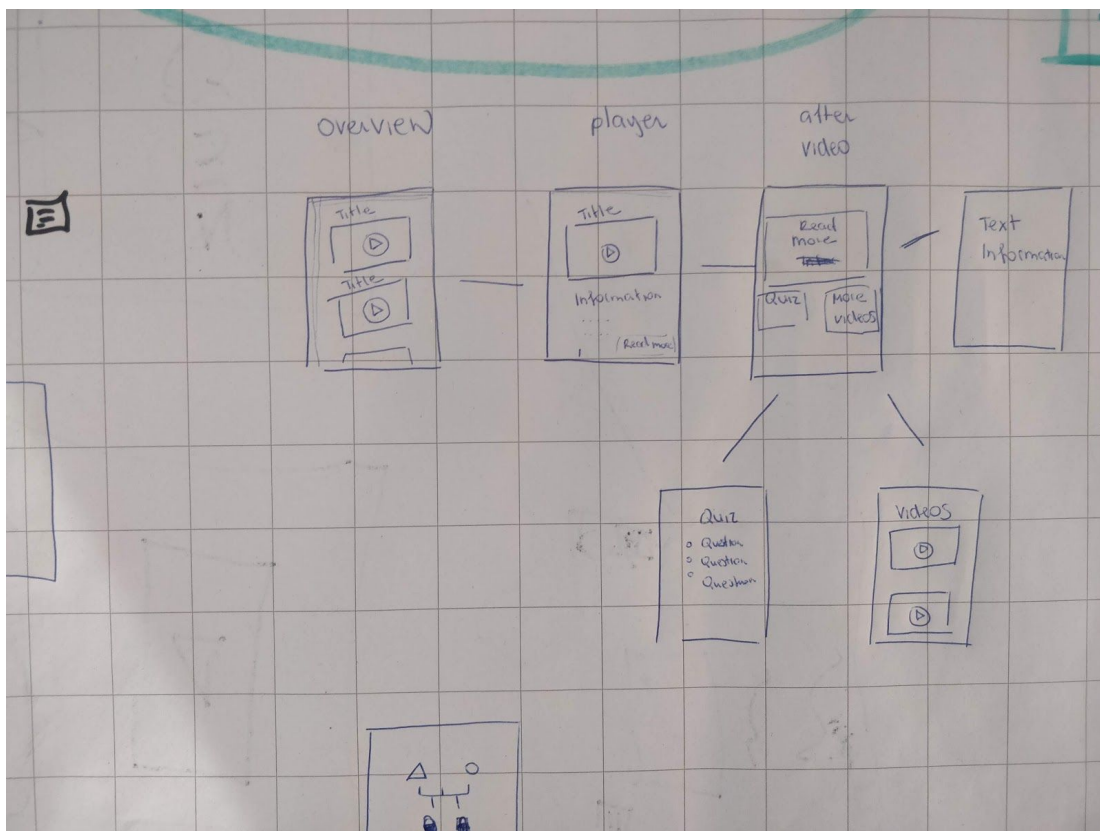 overview
player
after
video
Title
Title
Title
Information
(Read more)
Read
more
Quiz
More
videos
Text
Information
Quiz
Question
Question
Question
Videos